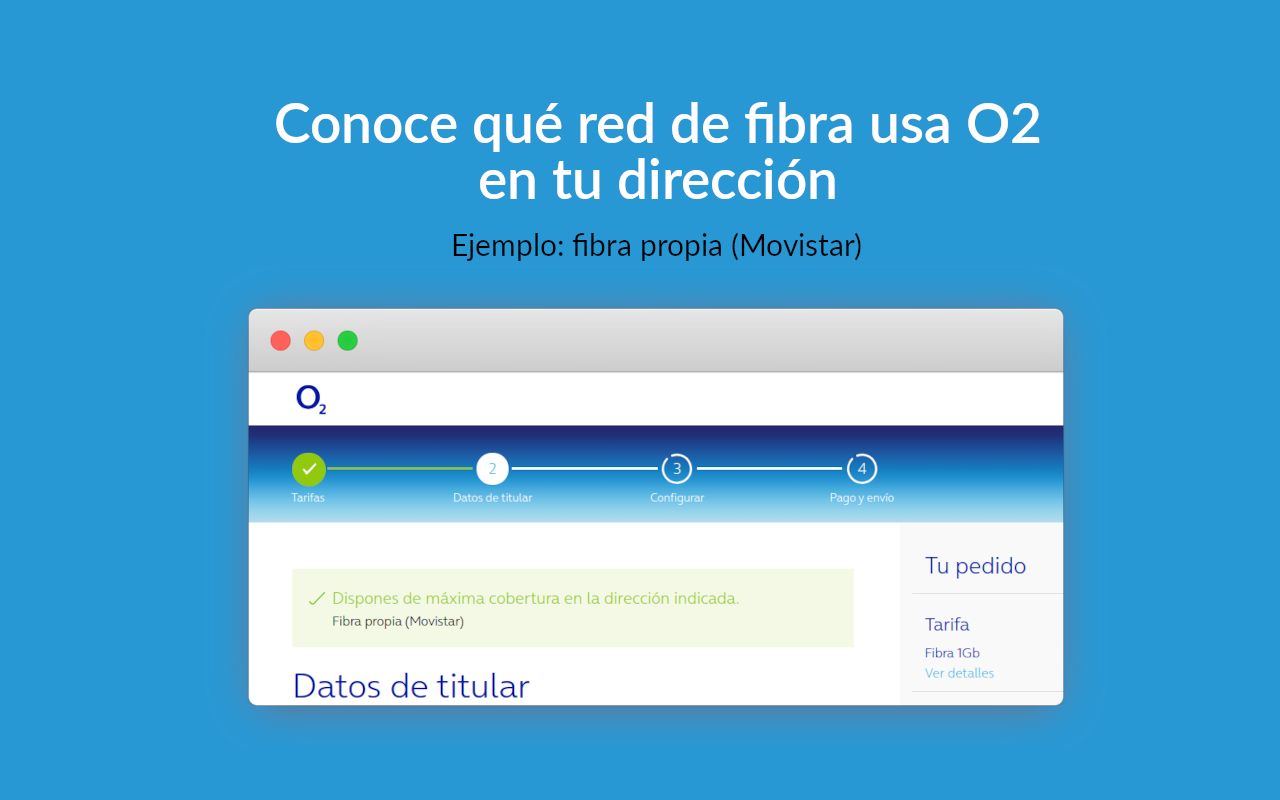 Conoce qué red de fibra usa O2
en tu dirección
Ejemplo: fibra propia (Movistar)
O2
2
3
4
Tarifas
Datos de titular
Configurar
Pago y envío
Dispones de máxima cobertura en la dirección indicada.
Fibra propia (Movistar)
Datos de titular
Tu pedido
Tarifa
Fibra 1Gb
Ver detalles